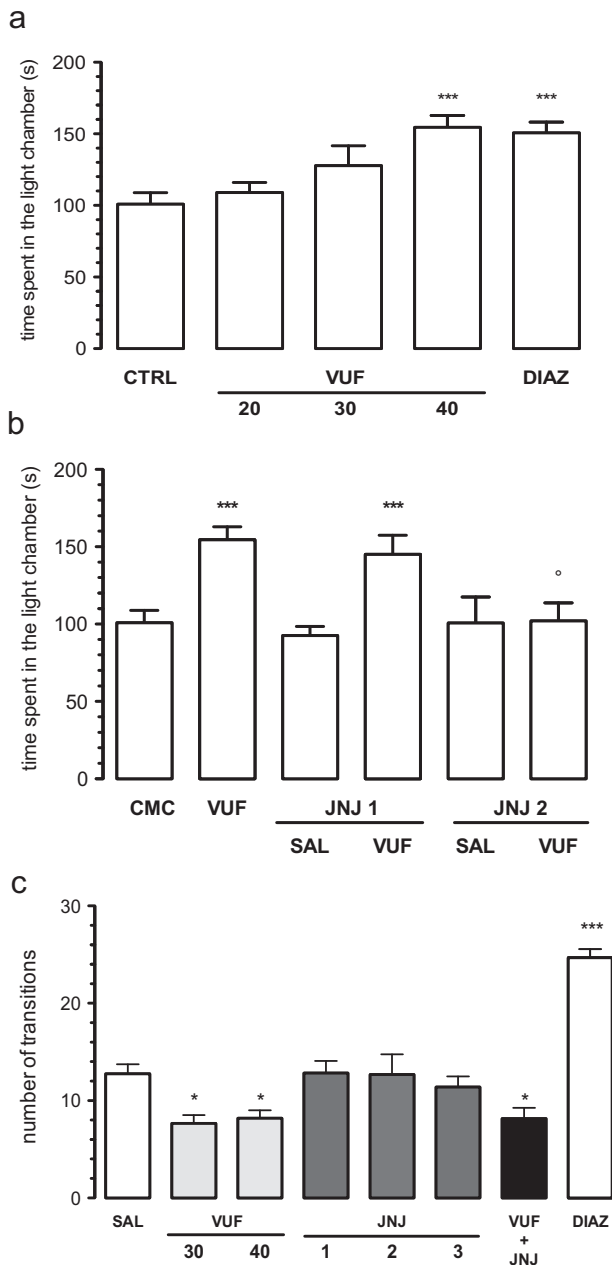 a
time spent in the light chamber (s)
200
150
100
50
0
***
***
CTRL
VUF
DIAZ
20
30
40
b
time spent in the light chamber (s)
200
150
100
50
0
***
***
°
CMC
VUF
JNJ 1
JNJ 2
SAL
VUF
SAL
VUF
c
number of transitions
30
20
10
0
*
*
*
***
SAL
VUF
JNJ
VUF
+
JNJ
DIAZ
30
40
1
2
3